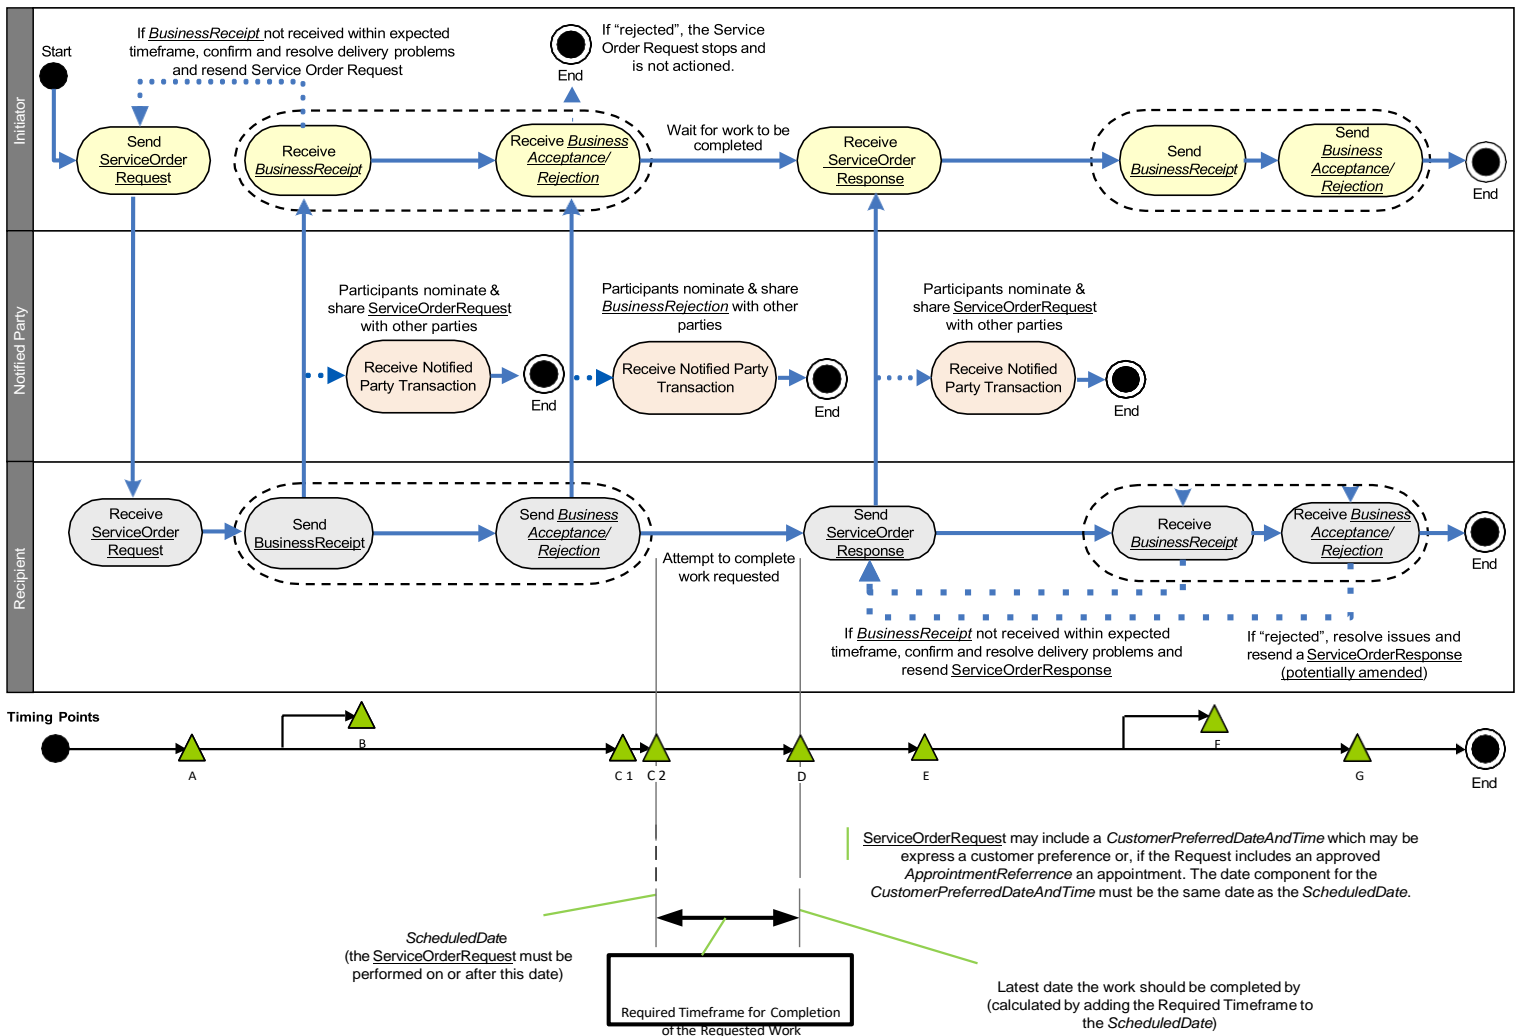 Initiator
Start
If BusinessReceipt not received within expected
timeframe, confirm and resolve delivery problems
and resend Service Order Request
End
If “rejected”, the Service
Order Request stops and
is not actioned.
Send
ServiceOrder
Request
Receive
BusinessReceipt
Receive Business
Acceptance/
Rejection
Wait for work to be
completed
Receive
ServiceOrder
Response
Send
BusinessReceipt
Send
Business
Acceptance/
Rejection
End
Notified Party
Participants nominate &
share ServiceOrderRequest
with other parties
Receive Notified
Party Transaction
End
Participants nominate & share
BusinessRejection with other
parties
Receive Notified Party
Transaction
End
Participants nominate &
share ServiceOrderRequest
with other parties
Receive Notified
Party Transaction
End
Recipient
Receive
ServiceOrder
Request
Send
BusinessReceipt
Send Business
Acceptance/
Rejection
Attempt to complete
work requested
Send
ServiceOrder
Response
Receive
BusinessReceipt
Receive Business
Acceptance/
Rejection
End
If BusinessReceipt not received within expected
timeframe, confirm and resolve delivery problems and
resend ServiceOrderResponse
If “rejected”, resolve issues and
resend a ServiceOrderResponse
(potentially amended)
Timing Points
A
B
C 1
C 2
D
E
F
G
End
ServiceOrderRequest may include a CustomerPreferredDateAndTime which may be
express a customer preference or, if the Request includes an approved
AppropintmentReferrence an appointment. The date component for the
CustomerPreferredDateAndTime must be the same date as the ScheduledDate.
ScheduledDate
(the ServiceOrderRequest must be
performed on or after this date)
Required Timeframe for Completion
of the Requested Work
Latest date the work should be completed by
(calculated by adding the Required Timeframe to
the ScheduledDate)